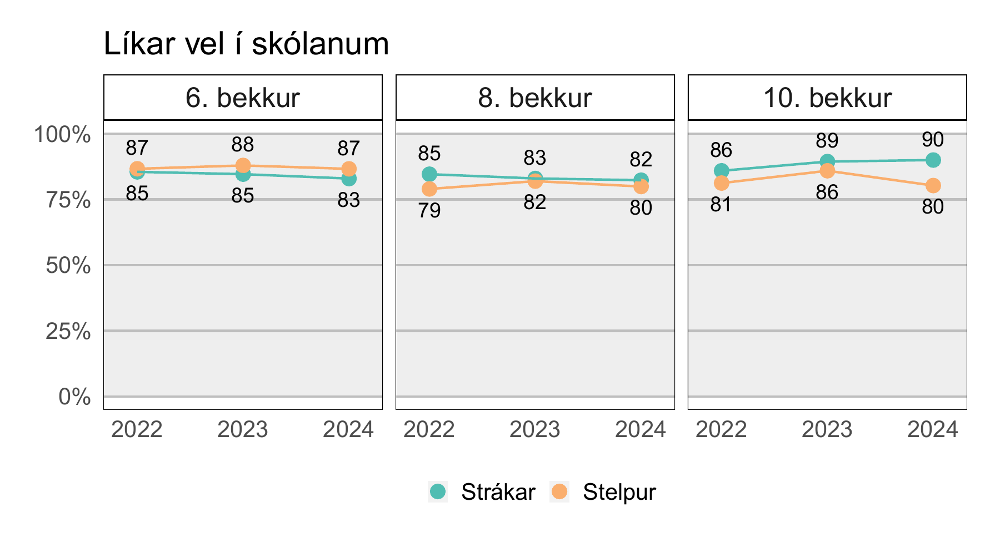 Líkar vel í skólanum
6. bekkur 8. bekkur 10. bekkur
100%
75%
50%
25%
0%
87 88 87
85 85 83
85 83 82
79 82 80
86 89 90
81 86 80
2022 2023 2024 2022 2023 2024 2022 2023 2024
Strákar Stelpur